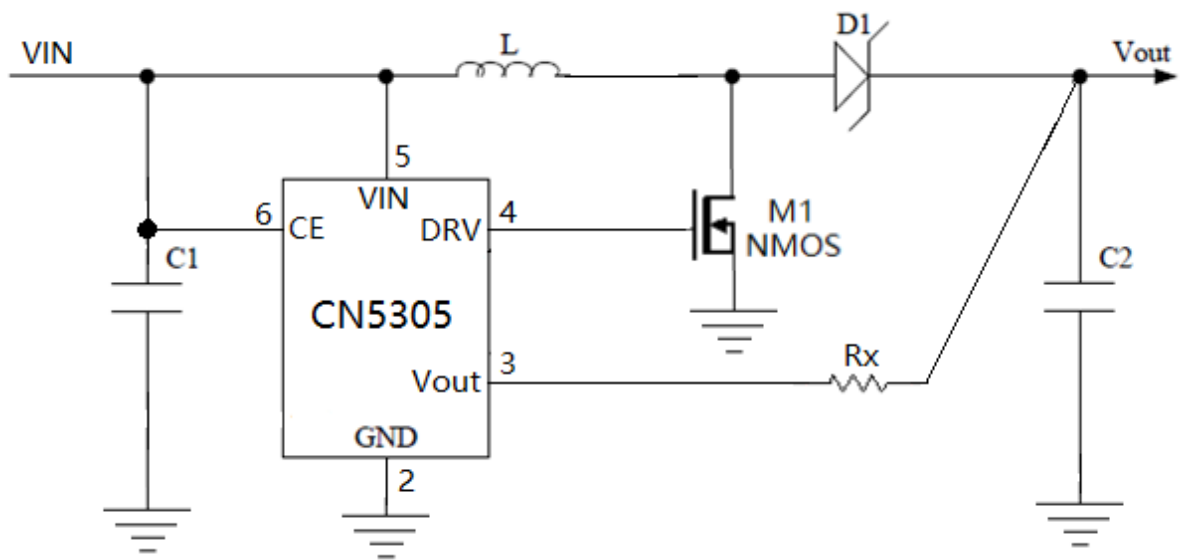 VIN
L
D1
Vout
5
VIN
6
CE
DRV
4
M1
NMOS
C1
C2
CN5305
Vout
3
Rx
GND
2